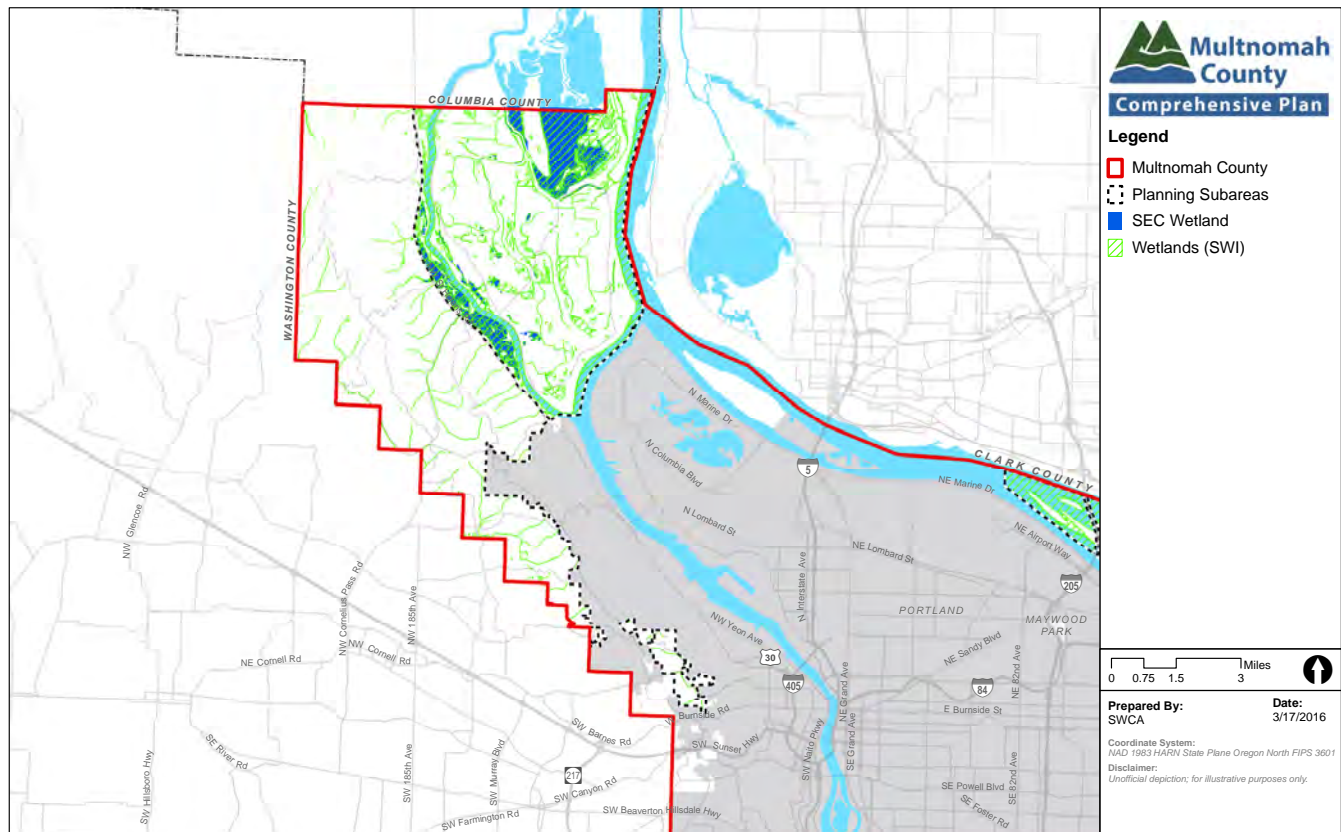 COLUMBIA COUNTY
WASHINGTON COUNTY
CLARK COUNTY
N Marine Dr
N Columbia Blvd
5
NE Marine Dr
N Lombard St
NE Lombard St
NE Airport Way
205
N Interstate Ave
PORTLAND
MAYWOOD
PARK
NW Yeon Ave
30
NE Sandy Blvd
NE 82nd Ave
405
84
NE Grand Ave
E Burnside St
W Burnside Rd
SW Barnes Rd
SW Sunset Hwy
SW Naito Pkwy
SE Grand Ave
217
SW Canyon Rd
SE Powell Blvd
SE 82nd Ave
SE Foster Rd
SW Beaverton Hillsdale Hwy
SW Farmington Rd
SW Murray Blvd
SW 185th Ave
SE River Rd
SW Hillsboro Hwy
NW Glencoe Rd
NW Cornelius Pass Rd
NW 185th Ave
NW Cornell Rd
NE Cornell Rd
Multnomah
County
Comprehensive Plan
Legend
Multnomah County
Planning Subareas
SEC Wetland
Wetlands (SWI)
0 0.75 1.5 3 Miles
Prepared By: Date:
SWCA 3/17/2016
Coordinate System:
NAD 1983 HARN State Plane Oregon North FIPS 3601
Disclaimer:
Unofficial depiction; for illustrative purposes only.